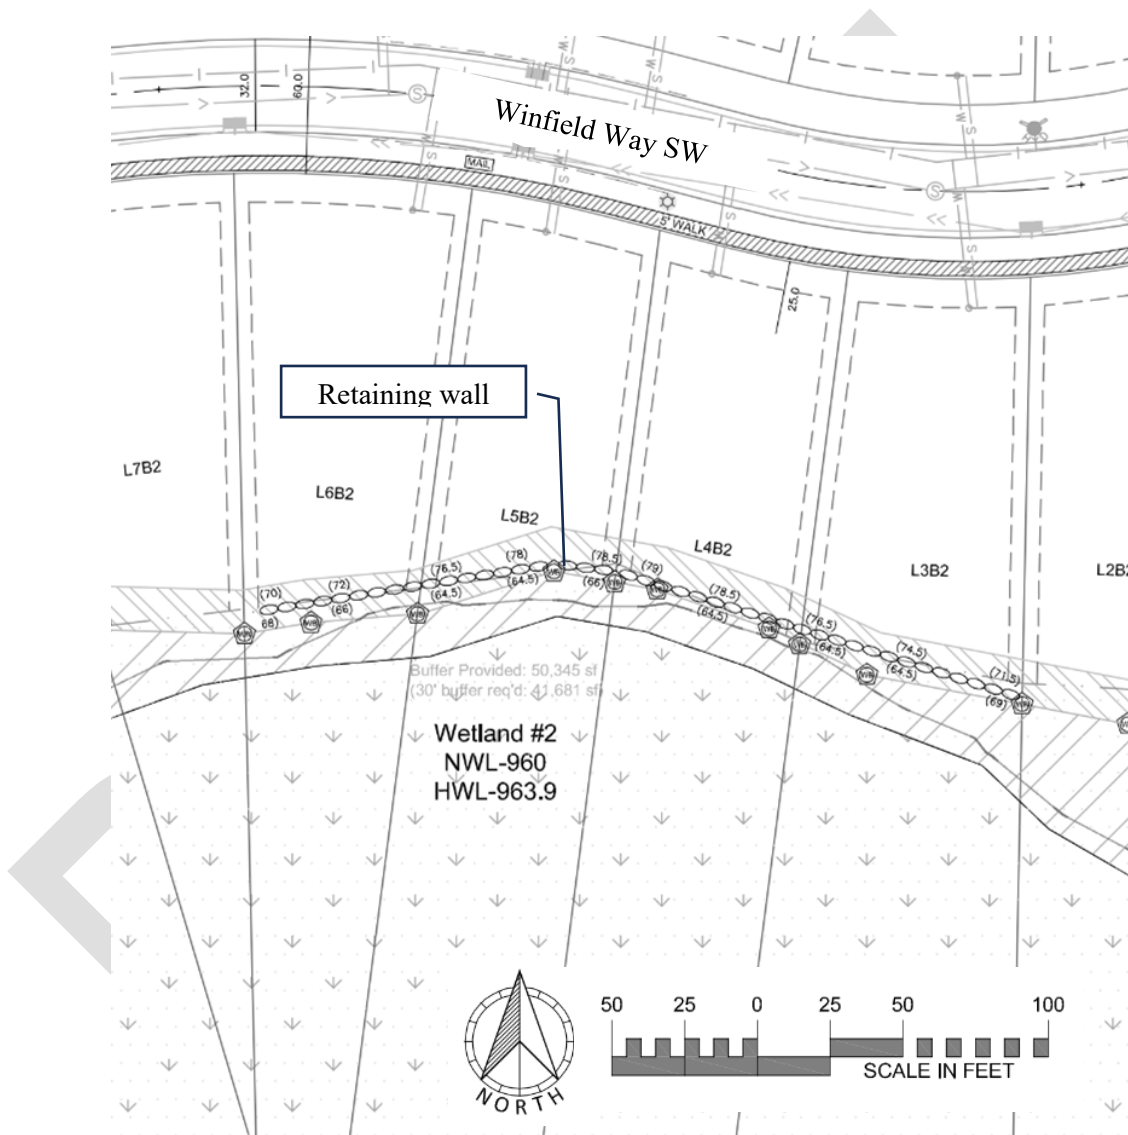 32.0
60.0
S
W
S
W
S
Winfield Way SW
MAIL
5' WALK
S
25.0
Retaining wall
L7B2
L6B2
L5B2
L4B2
L3B2
L2B2
(70)
(72)
(76.5)
(78)
(78.5)
(79)
(78.5)
(76.5)
(74.5)
(71.5)
68)
(66)
(64.5)
(64.5)
(66)
(64.5)
(64.5)
(64.5)
(69)
Buffer Provided: 50,345 sf
(30' buffer req'd: 41,681 sf)
Wetland #2
NWL-960
HWL-963.9
50 25 0 25 50 100
SCALE IN FEET
NORTH